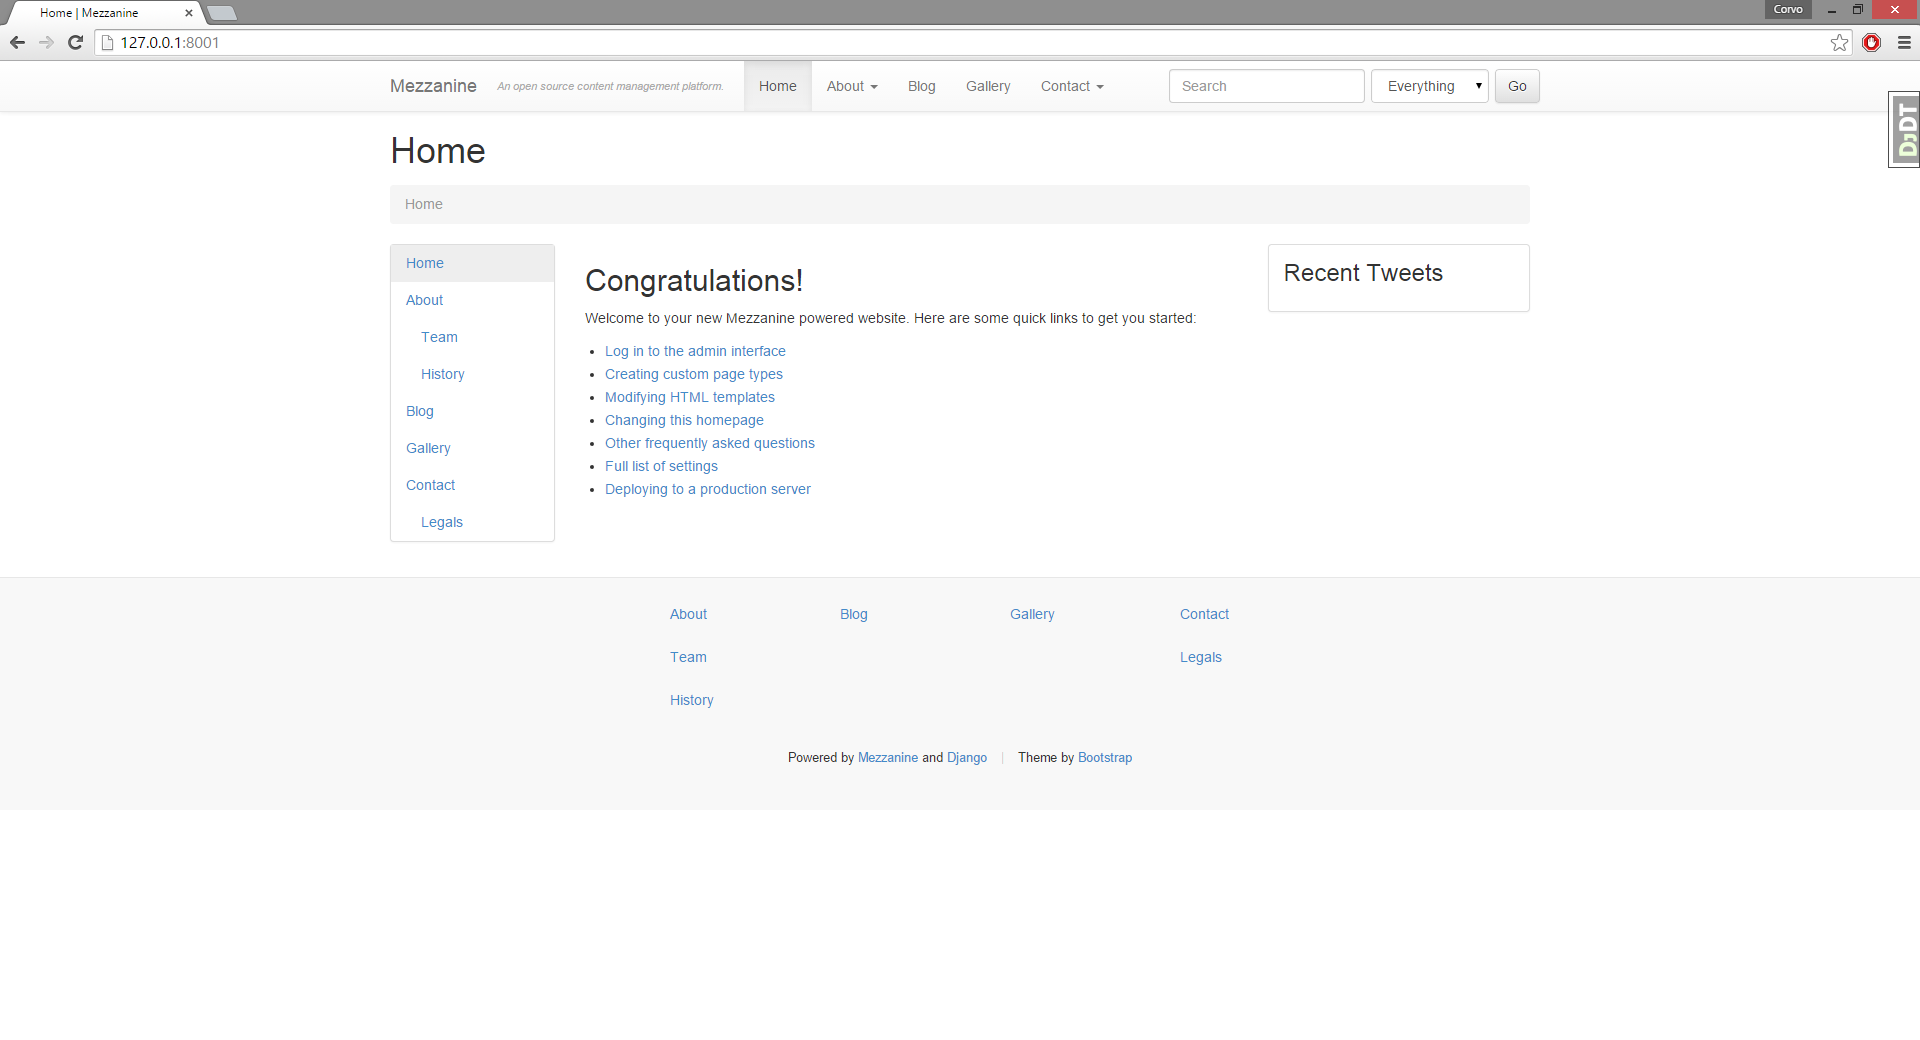 Home | Mezzanine
Corvo
127.0.0.1:8001
Mezzanine An open source content management platform. Home About Blog Gallery Contact Search Everything Go
DJDT
Home
Home
Home
About
Team
History
Blog
Gallery
Contact
Legals
Congratulations!
Welcome to your new Mezzanine powered website. Here are some quick links to get you started:
Log in to the admin interface
Creating custom page types
Modifying HTML templates
Changing this homepage
Other frequently asked questions
Full list of settings
Deploying to a production server
Recent Tweets
About Blog Gallery Contact
Team Legals
History
Powered by Mezzanine and Django | Theme by Bootstrap